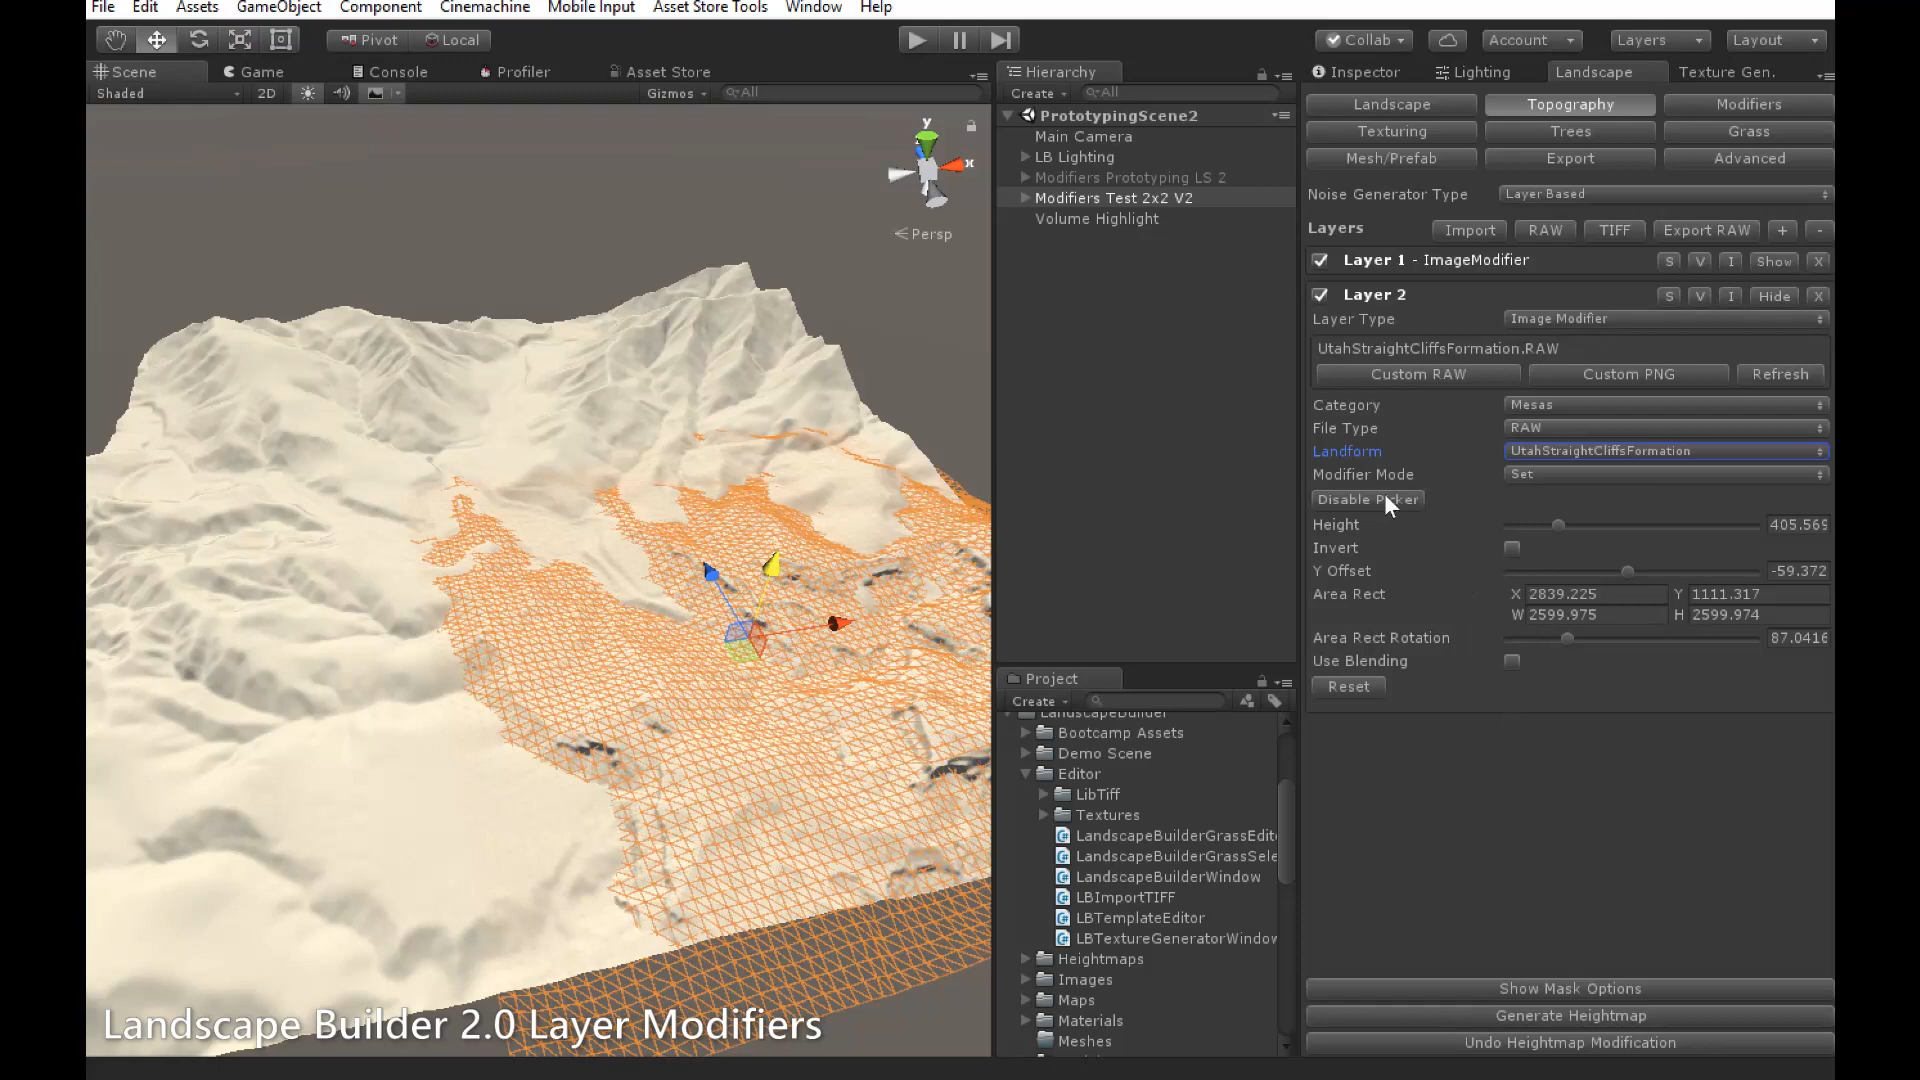 File Edit Assets GameObject Component Cinemachine Mobile Input Asset Store Tools Window Help
Pivot Local Collab Account Layers Layout
Scene Game Console Profiler Asset Store
Shaded 2D Gizmos All
y
x
Persp
Hierarchy
Create All
PrototypingScene2
Main Camera
LB Lighting
Modifiers Prototyping LS 2
Modifiers Test 2x2 V2
Volume Highlight
Project
Create
LandscapeBuilder
Bootcamp Assets
Demo Scene
Editor
LibTiff
Textures
LandscapeBuilderGrassEdit
LandscapeBuilderGrassSele
LandscapeBuilderWindow
LBImportTIFF
LBTemplateEditor
LBTextureGeneratorWindow
Heightmaps
Images
Maps
Materials
Meshes
Inspector Lighting Landscape Texture Gen.
Landscape Topography Modifiers
Texturing Trees Grass
Mesh/Prefab Export Advanced
Noise Generator Type Layer Based
Layers Import RAW TIFF Export RAW + -
Layer 1 - ImageModifier S V I Show X
Layer 2 S V I Hide X
Layer Type Image Modifier
UtahStraightCliffsFormation.RAW
Custom RAW Custom PNG Refresh
Category Mesas
File Type RAW
Landform UtahStraightCliffsFormation
Modifier Mode Set
Disable Picker
Height 405.569
Invert
Y Offset -59.372
Area Rect X 2839.225 Y 1111.317
W 2599.975 H 2599.974
Area Rect Rotation 87.0416
Use Blending
Reset
Show Mask Options
Generate Heightmap
Undo Heightmap Modification
Landscape Builder 2.0 Layer Modifiers